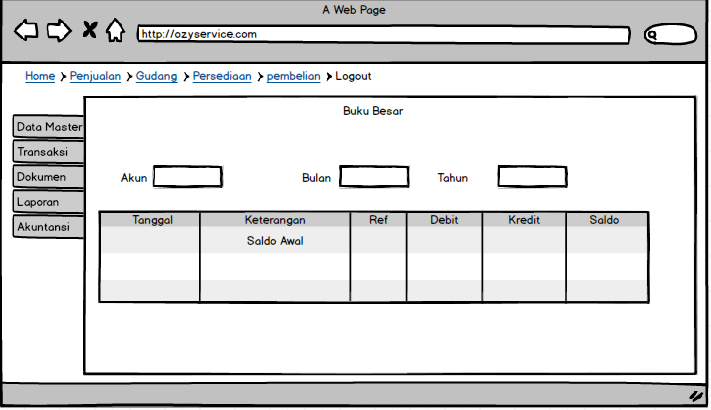 A Web Page
http://ozyservice.com
Home Penjualan Gudang Persediaan pembelian Logout
Buku Besar
Data Master
Transaksi
Dokumen
Laporan
Akuntansi
Akun Bulan Tahun
Tanggal Keterangan Ref Debit Kredit Saldo
Saldo Awal